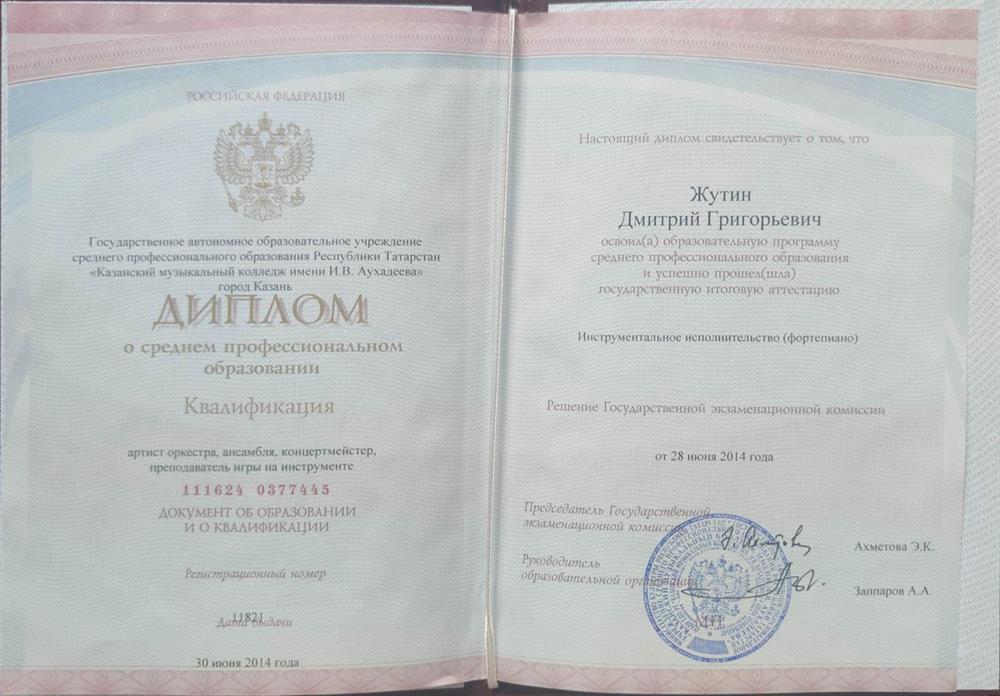 РОССИЙСКАЯ ФЕДЕРАЦИЯ
Государственное автономное образовательное учреждение
среднего профессионального образования Республики Татарстан
«Казанский музыкальный колледж имени И.В. Аухадеева»
город Казань
ДИПЛОМ
о среднем профессиональном
образовании
Квалификация
артист оркестра, ансамбля, концертмейстер,
преподаватель игры на инструменте
111624 0377445
ДОКУМЕНТ ОБ ОБРАЗОВАНИИ
И О КВАЛИФИКАЦИИ
Регистрационный номер
11821
Дата выдачи
30 июня 2014 года
Настоящий диплом свидетельствует о том, что
Жутин
Дмитрий Григорьевич
освоил(а) образовательную программу
среднего профессионального образования
и успешно прошел(шла)
государственную итоговую аттестацию
Инструментальное исполнительство (фортепиано)
Решение Государственной экзаменационной комиссии
от 28 июня 2014 года
Председатель Государственной
экзаменационной комиссии
Ахметова Э.К.
Руководитель
образовательной организации
Заппаров А.А.
М.П.